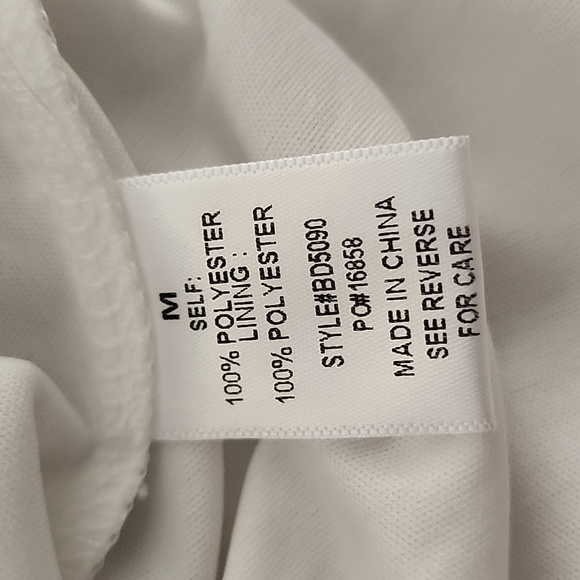 M
SELF:
100% POLYESTER
LINING :
100% POLYESTER
STYLE#BD5090
PO#16858
MADE IN CHINA
SEE REVERSE
FOR CARE